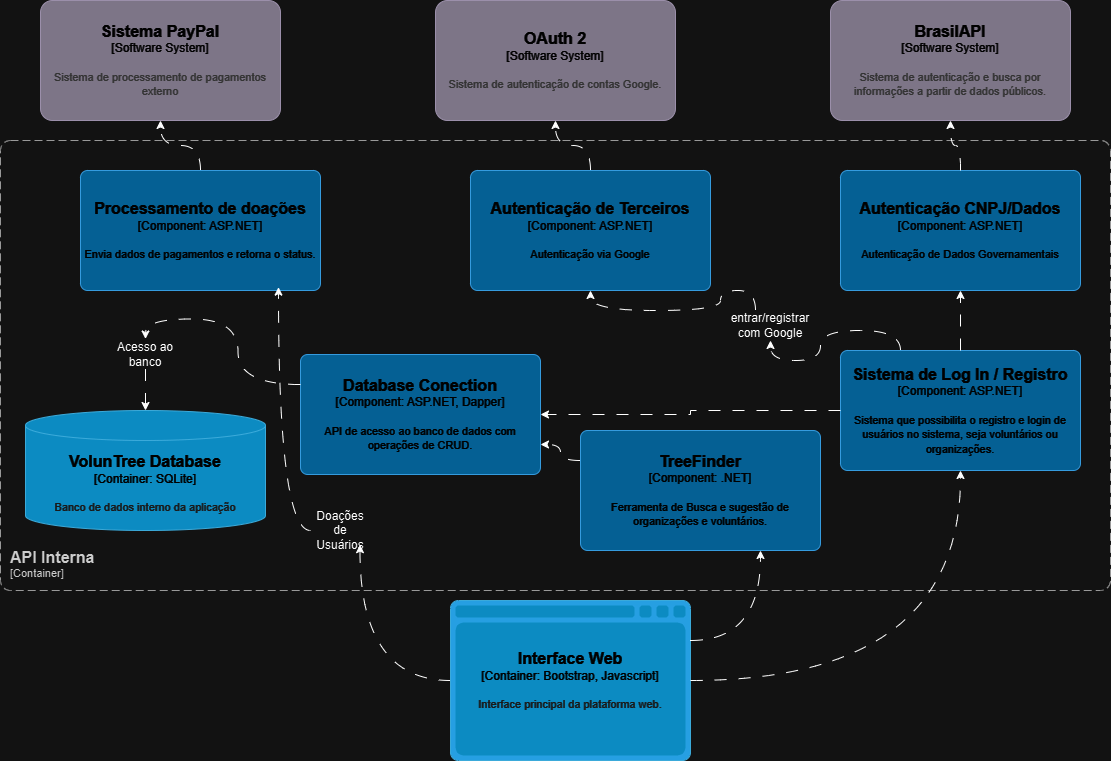 Sistema PayPal
[Software System]
Sistema de processamento de pagamentos
externo
OAuth 2
[Software System]
Sistema de autenticação de contas Google.
BrasilAPI
[Software System]
Sistema de autenticação e busca por
informações a partir de dados públicos.
Processamento de doações
[Component: ASP.NET]
Envia dados de pagamentos e retorna o status.
Autenticação de Terceiros
[Component: ASP.NET]
Autenticação via Google
Autenticação CNPJ/Dados
[Component: ASP.NET]
Autenticação de Dados Governamentais
entrar/registrar
com Google
Acesso ao
banco
Database Conection
[Component: ASP.NET, Dapper]
API de acesso ao banco de dados com
operações de CRUD.
Sistema de Log In / Registro
[Component: ASP.NET]
Sistema que possibilita o registro e login de
usuários no sistema, seja voluntários ou
organizações.
VolunTree Database
[Container: SQLite]
Banco de dados interno da aplicação
TreeFinder
[Component: .NET]
Ferramenta de Busca e sugestão de
organizações e voluntários.
Doações
de
Usuários
API Interna
[Container]
Interface Web
[Container: Bootstrap, Javascript]
Interface principal da plataforma web.